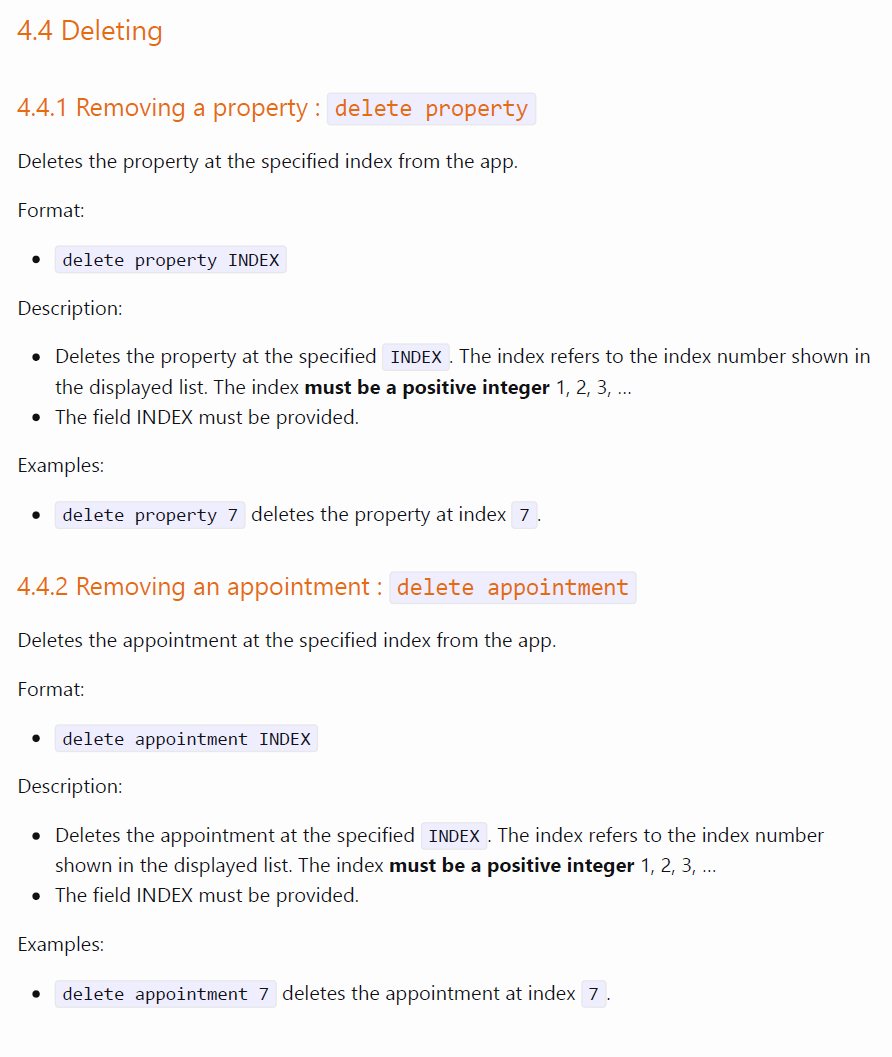 4.4 Deleting
4.4.1 Removing a property : delete property
Deletes the property at the specified index from the app.
Format:
• delete property INDEX
Description:
• Deletes the property at the specified INDEX. The index refers to the index number shown in
the displayed list. The index must be a positive integer 1, 2, 3, …
• The field INDEX must be provided.
Examples:
• delete property 7 deletes the property at index 7.
4.4.2 Removing an appointment : delete appointment
Deletes the appointment at the specified index from the app.
Format:
• delete appointment INDEX
Description:
• Deletes the appointment at the specified INDEX. The index refers to the index number
shown in the displayed list. The index must be a positive integer 1, 2, 3, …
• The field INDEX must be provided.
Examples:
• delete appointment 7 deletes the appointment at index 7.